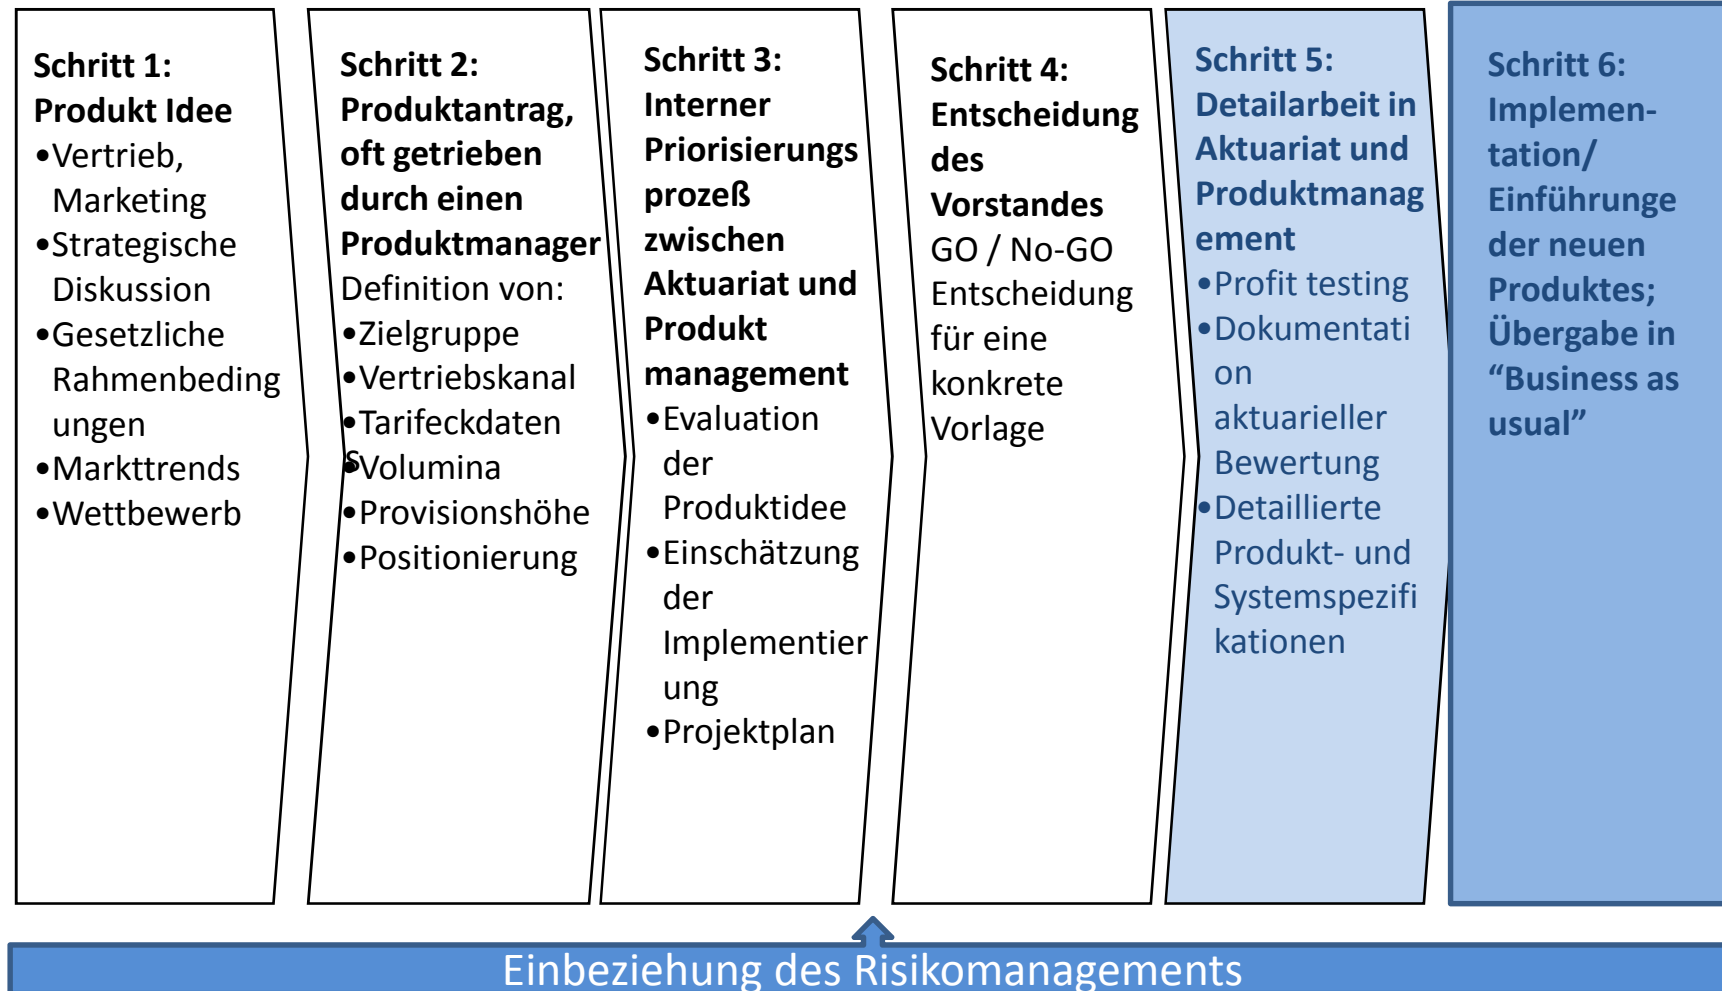 Schritt 1:
Produkt Idee
•Vertrieb,
Marketing
•Strategische
Diskussion
•Gesetzliche
Rahmenbeding
ungen
•Markttrends
•Wettbewerb
Schritt 2:
Produktantrag,
oft getrieben
durch einen
Produktmanager
Definition von:
•Zielgruppe
•Vertriebskanal
•Tarifeckdaten
s
•Volumina
•Provisionshöhe
•Positionierung
Schritt 3:
Interner
Priorisierungs
prozeß
zwischen
Aktuariat und
Produkt
management
•Evaluation
der
Produktidee
•Einschätzung
der
Implementier
ung
•Projektplan
Schritt 4:
Entscheidung
des
Vorstandes
GO / No-GO
Entscheidung
für eine
konkrete
Vorlage
Schritt 5:
Detailarbeit in
Aktuariat und
Produktmanag
ement
•Profit testing
•Dokumentati
on
aktuarieller
Bewertung
•Detaillierte
Produkt- und
Systemspezifi
kationen
Schritt 6:
Implemen-
tation/
Einführunge
der neuen
Produktes;
Übergabe in
“Business as
usual”
Einbeziehung des Risikomanagements